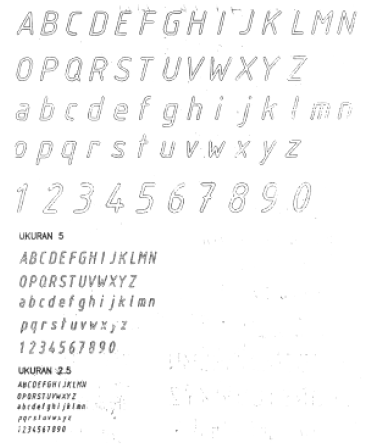 ABCDEFGHIJKLMN
OPQRSTUVWXYZ
abcdefghijklmn
opqrstuvwxyz
1234567890
UKURAN 5
ABCDEFGHIJKLMN
OPQRSTUVWXYZ
abcdefghijklmn
pqrstuvwxyz
1234567890
UKURAN 2.5
ABCDEFGHIJKLMN
OPQRSTUVWXYZ
abcdefghijklmn
pqrstuvwxyz
1234567890